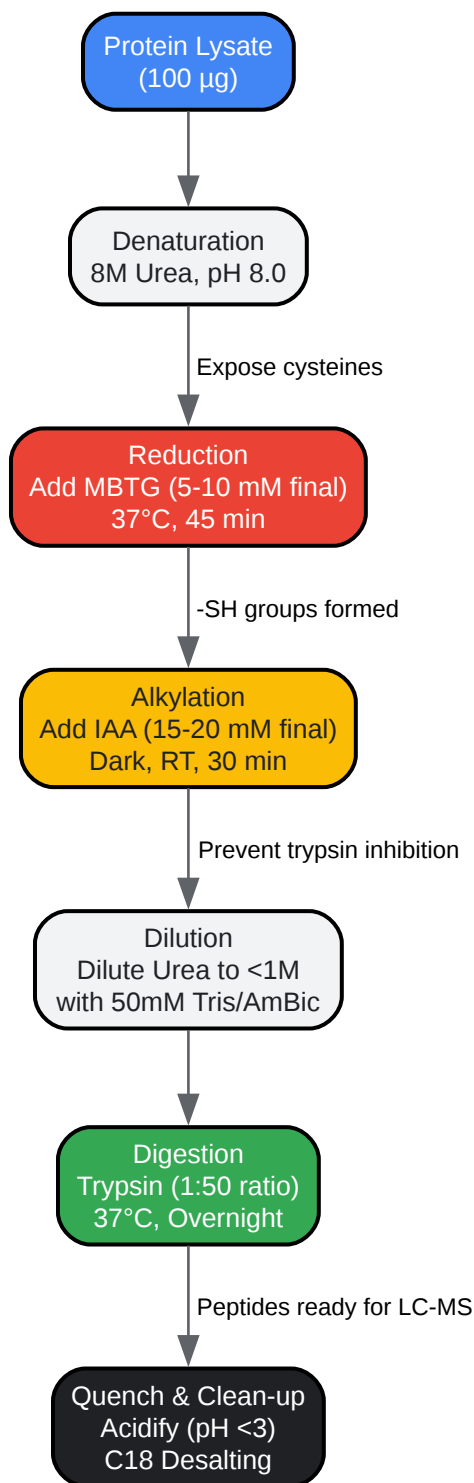 Protein Lysate
(100 µg)
Denaturation
8M Urea, pH 8.0
Expose cysteines
Reduction
Add MBTG (5-10 mM final)
37°C, 45 min
-SH groups formed
Alkylation
Add IAA (15-20 mM final)
Dark, RT, 30 min
Prevent trypsin inhibition
Dilution
Dilute Urea to <1M
with 50mM Tris/AmBic
Digestion
Trypsin (1:50 ratio)
37°C, Overnight
Peptides ready for LC-MS
Quench & Clean-up
Acidify (pH <3)
C18 Desalting